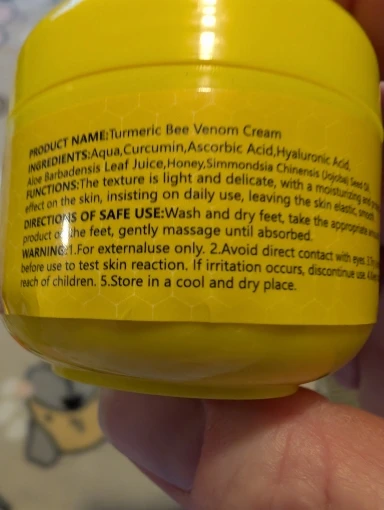 PRODUCT NAME:Turmeric Bee Venom Cream
INGREDIENTS:Aqua,Curcumin,Ascorbic Acid,Hyaluronic Acid,
Aloe Barbadensis Leaf Juice,Honey,Simmondsia Chinensis (Jojoba) Seed Oil
FUNCTIONS:The texture is light and delicate, with a moisturizing and
effect on the skin, insisting on daily use, leaving the skin elastic, smooth
DIRECTIONS OF SAFE USE:Wash and dry feet, take the appropriate
product the feet, gently massage until absorbed.
WARNING:1.For externaluse only. 2.Avoid direct contact with eyes.
before use to test skin reaction. If irritation occurs, discontinue use.
reach of children. 5.Store in a cool and dry place.